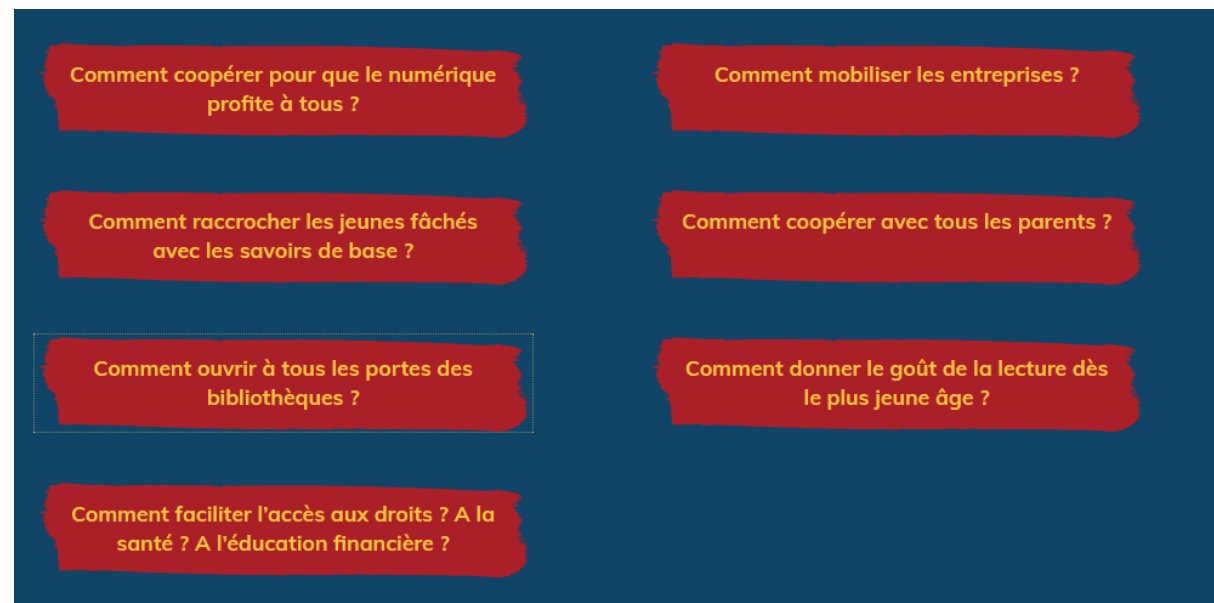 Comment coopérer pour que le numérique
profite à tous ?
Comment mobiliser les entreprises ?
Comment raccrocher les jeunes fâchés
avec les savoirs de base ?
Comment coopérer avec tous les parents ?
Comment ouvrir à tous les portes des
bibliothèques ?
Comment donner le goût de la lecture dès
le plus jeune âge ?
Comment faciliter l'accès aux droits ? A la
santé ? A l'éducation financière ?